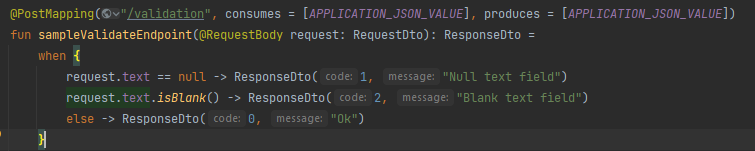 @PostMapping("/validation", consumes = [APPLICATION_JSON_VALUE], produces = [APPLICATION_JSON_VALUE])
fun sampleValidateEndpoint(@RequestBody request: RequestDto): ResponseDto =
when {
request.text == null -> ResponseDto( code: 1, message: "Null text field")
request.text.isBlank() -> ResponseDto( code: 2, message: "Blank text field")
else -> ResponseDto( code: 0, message: "Ok")
}